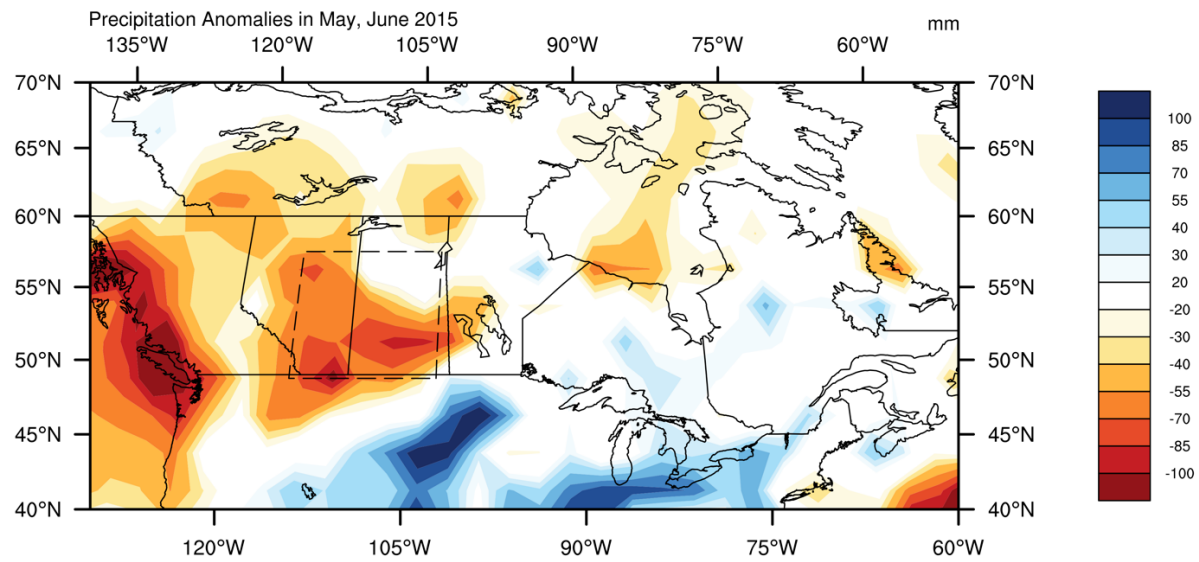 Precipitation Anomalies in May, June 2015
mm
135°W 120°W 105°W 90°W 75°W 60°W
70°N 70°N
65°N 65°N
60°N 60°N
55°N 55°N
50°N 50°N
45°N 45°N
40°N 40°N
120°W 105°W 90°W 75°W 60°W
100
85
70
55
40
30
20
-20
-30
-40
-55
-70
-85
-100